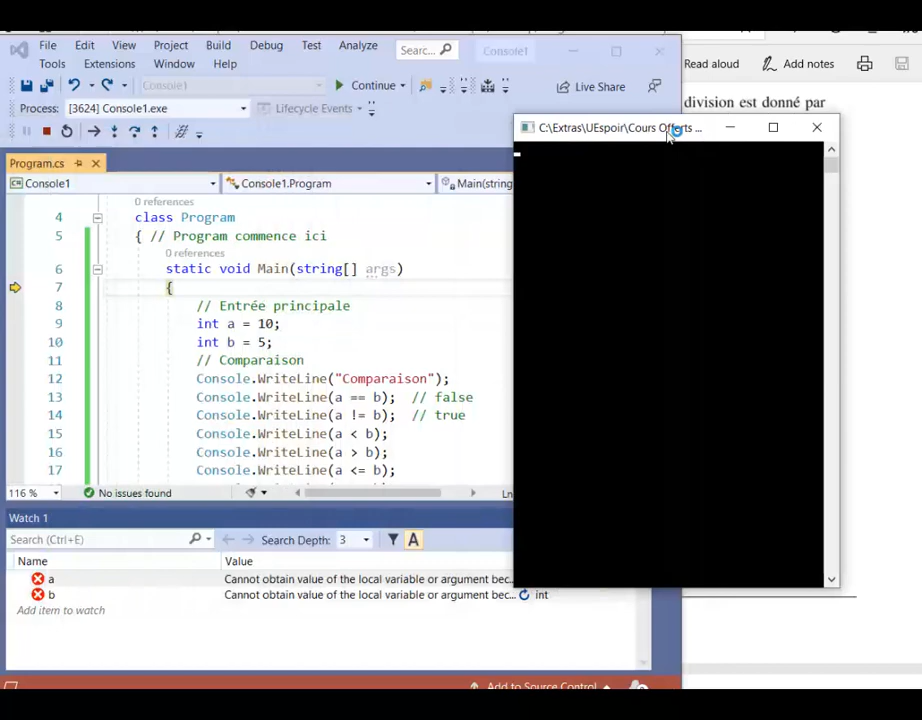 File Edit View Project Build Debug Test Analyze Searc... Console1
Tools Extensions Window Help
Console1 Continue Live Share
Process: [3624] Console1.exe Lifecycle Events
Read aloud Add notes
division est donné par
C:\Extras\UEspoir\Cours Offerts ...
Program.cs
Console1 Console1.Program Main(string
0 references
4 class Program
5 { // Program commence ici
0 references
6 static void Main(string[] args)
7 {
8 // Entrée principale
9 int a = 10;
10 int b = 5;
11 // Comparaison
12 Console.WriteLine("Comparaison");
13 Console.WriteLine(a == b); // false
14 Console.WriteLine(a != b); // true
15 Console.WriteLine(a < b);
16 Console.WriteLine(a > b);
17 Console.WriteLine(a <= b);
116 % No issues found Ln
Watch 1
Search (Ctrl+E) Search Depth: 3 A
Name Value
a Cannot obtain value of the local variable or argument bec...
b Cannot obtain value of the local variable or argument bec... int
Add item to watch
Add to Source Control